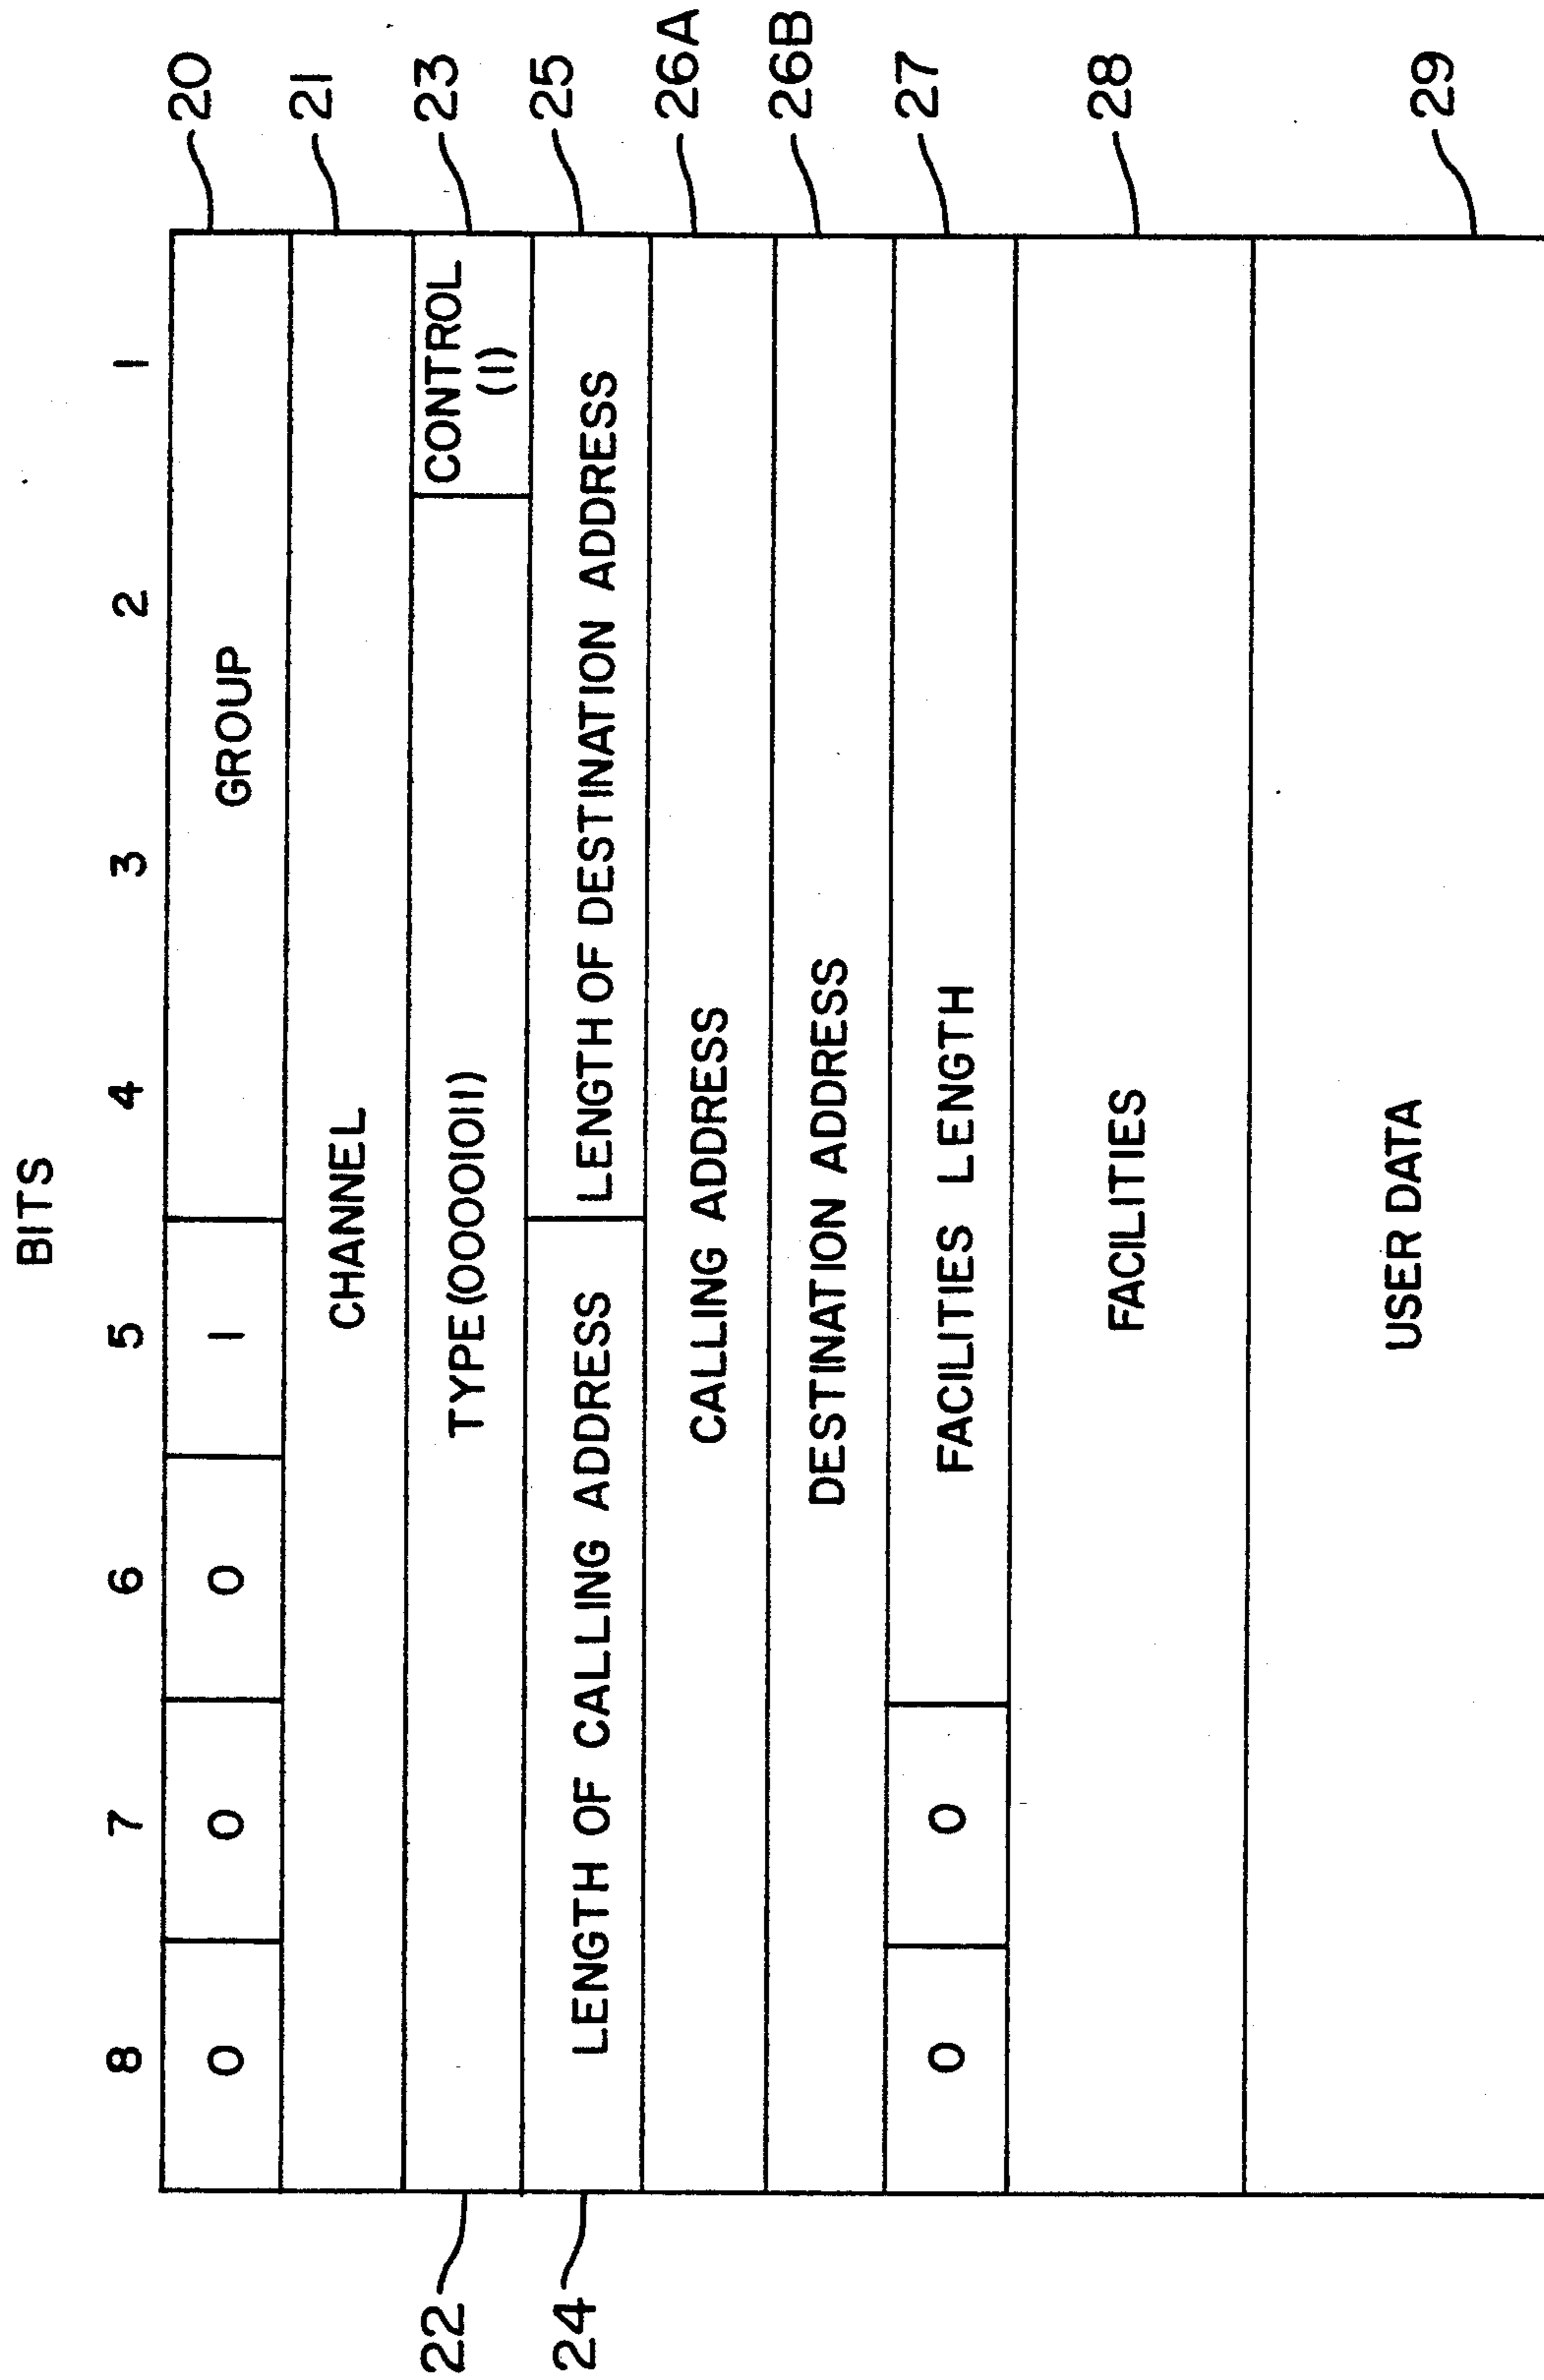 BITS
8 7 6 5 4 3 2 1
0 0 0 1 GROUP 20
CHANNEL 21
22 TYPE (00001011) CONTROL 23
(1)
24 LENGTH OF CALLING ADDRESS LENGTH OF DESTINATION ADDRESS 25
CALLING ADDRESS 26A
DESTINATION ADDRESS 26B
0 0 FACILITIES LENGTH 27
FACILITIES 28
USER DATA 29